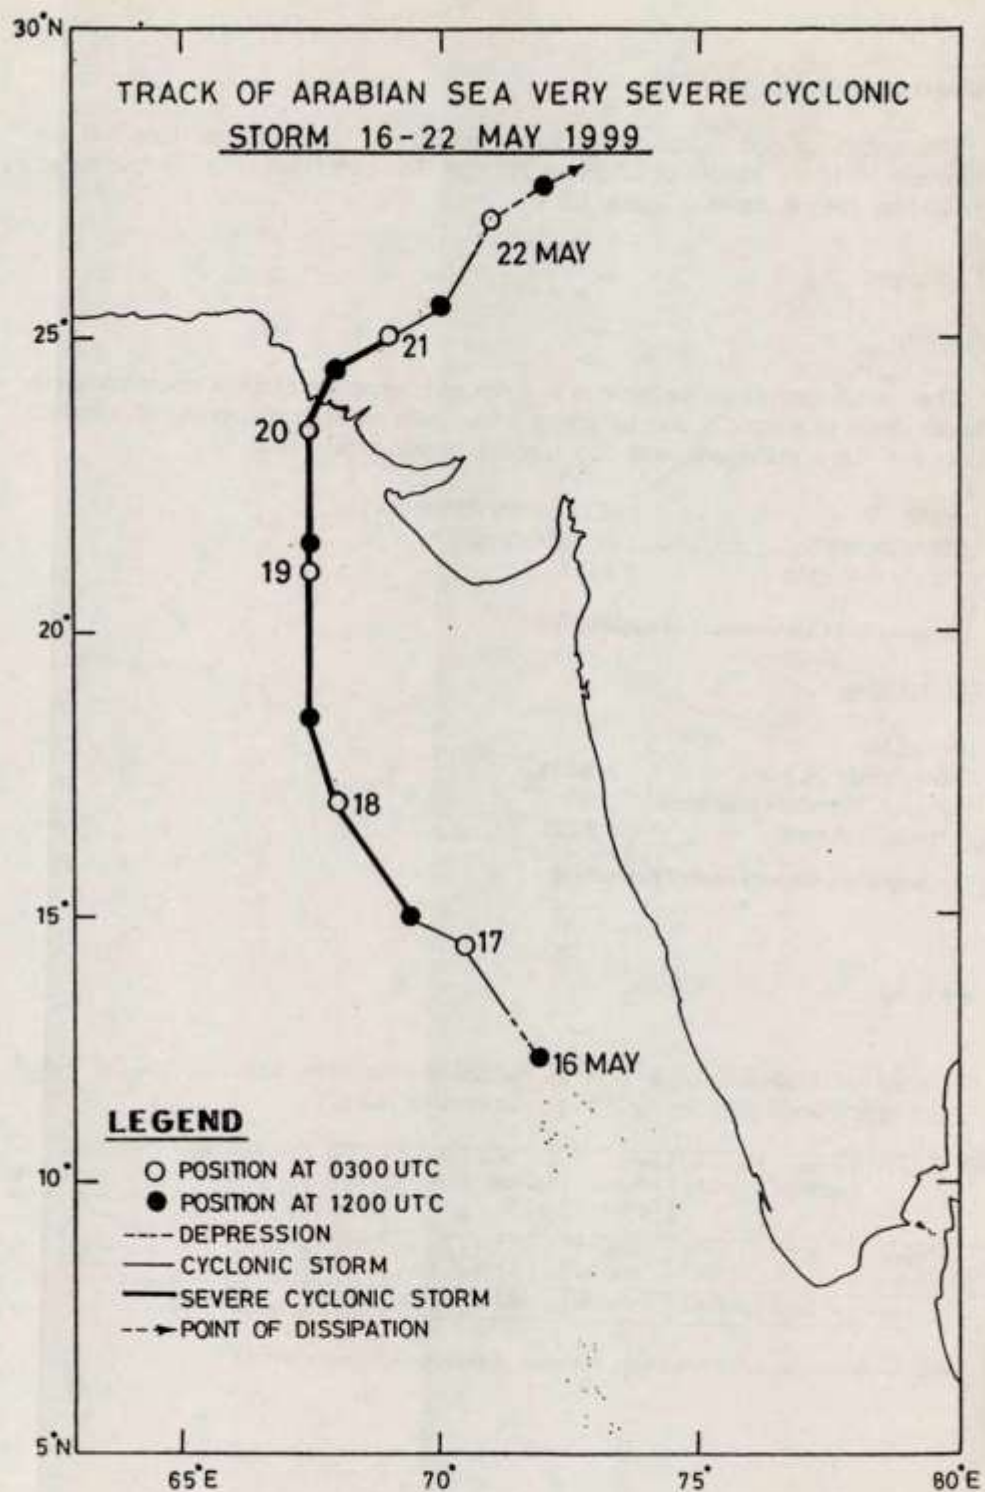 30°N
TRACK OF ARABIAN SEA VERY SEVERE CYCLONIC
STORM 16-22 MAY 1999
22 MAY
25°
21
20
19
20°
18
15°
17
16 MAY
LEGEND
POSITION AT 0300 UTC
10°
POSITION AT 1200 UTC
DEPRESSION
CYCLONIC STORM
SEVERE CYCLONIC STORM
POINT OF DISSIPATION
5°N
65°E 70° 75° 80°E